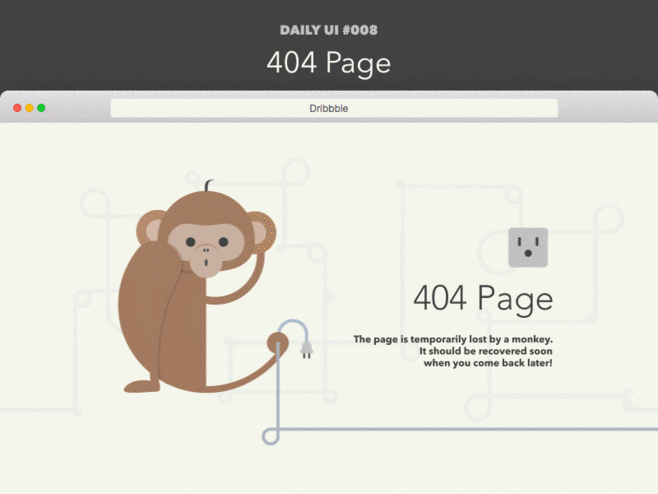 DAILY UI #008
404 Page
Dribbble
404 Page
The page is temporarily lost by a monkey.
It should be recovered soon
when you come back later!